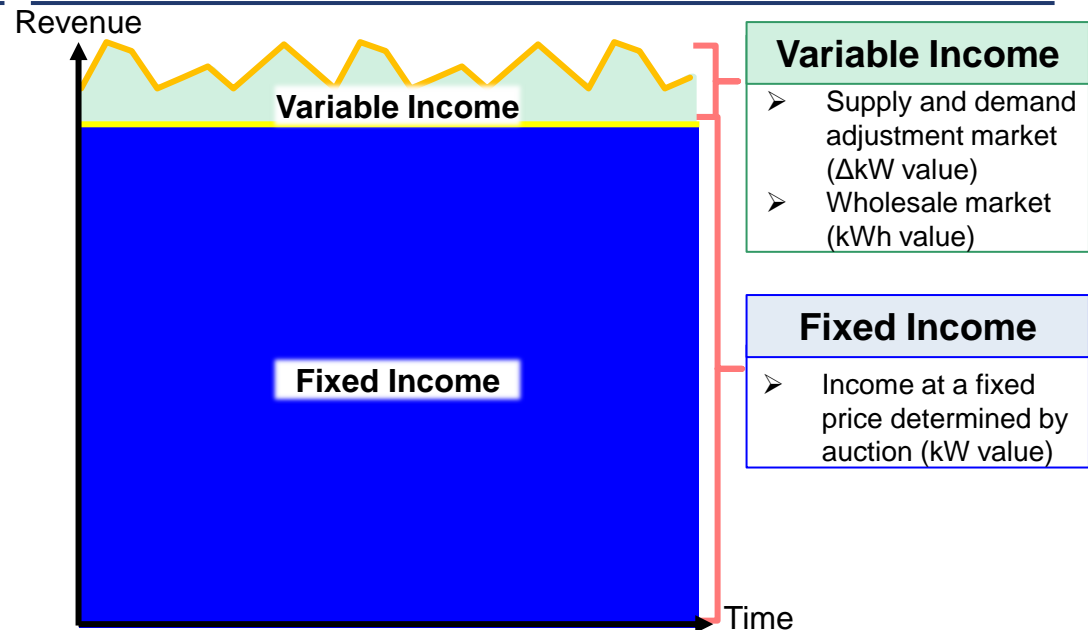 Revenue
Variable Income
Fixed Income
Time
Variable Income
➢ Supply and demand
adjustment market
(ΔkW value)
➢ Wholesale market
(kWh value)
Fixed Income
➢ Income at a fixed
price determined by
auction (kW value)